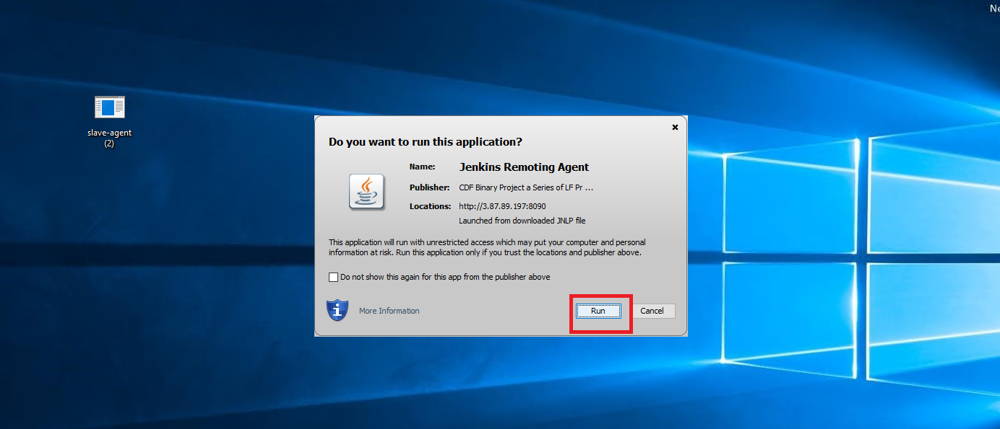 Ne
slave-agent
(2)
Do you want to run this application?
Name: Jenkins Remoting Agent
Publisher: CDF Binary Project a Series of LF Pr ...
Locations: http://3.87.89.197:8090
Launched from downloaded JNLP file
This application will run with unrestricted access which may put your computer and personal
information at risk. Run this application only if you trust the locations and publisher above.
Do not show this again for this app from the publisher above
More Information
Run
Cancel